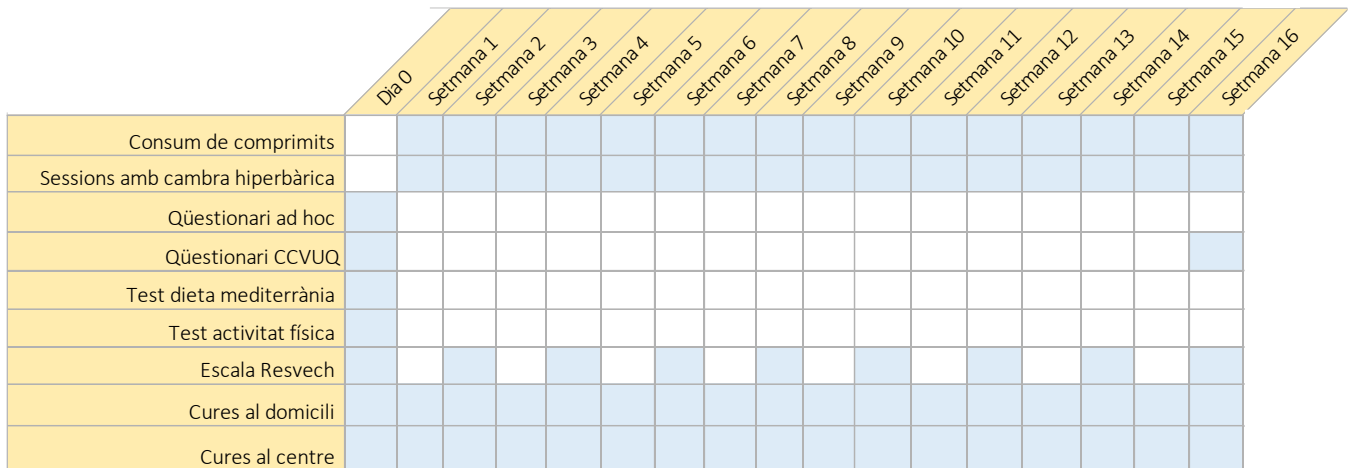 Dia 0
Setmana 1
Setmana 2
Setmana 3
Setmana 4
Setmana 5
Setmana 6
Setmana 7
Setmana 8
Setmana 9
Setmana 10
Setmana 11
Setmana 12
Setmana 13
Setmana 14
Setmana 15
Setmana 16
Consum de comprimits
Sessions amb cambra hiperbàrica
Qüestionari ad hoc
Qüestionari CCVUQ
Test dieta mediterrània
Test activitat física
Escala Resvech
Cures al domicili
Cures al centre